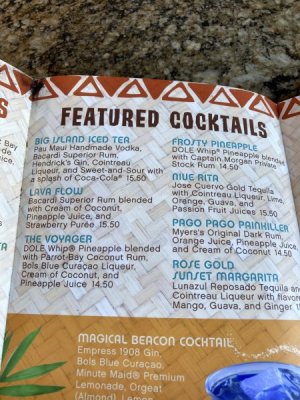 FEATURED COCKTAILS
BIG ISLAND ICED TEA
Pau Maui Handmade Vodka,
Bacardi Superior Rum,
Hendrick's Gin, Cointreau
Liqueur, and Sweet-and-Sour with
a splash of Coca-Cola® 15.50
LAVA FLOW
Bacardi Superior Rum blended
with Cream of Coconut,
Pineapple Juice, and
Strawberry Purée 15.50
THE VOYAGER
DOLE Whip® Pineapple blended
with Parrot Bay Coconut Rum,
Bols Blue Curaçao Liqueur,
Cream of Coconut, and
Pineapple Juice 14.50
FROSTY PINEAPPLE
DOLE Whip® Pineapple blended
with Captain Morgan Private
Stock Rum 14.50
NIUE RITA
Jose Cuervo Gold Tequila
with Cointreau Liqueur, Lime,
Orange, Guava, and
Passion Fruit Juices 15.50
PAGO PAGO PAINKILLER
Myers's Original Dark Rum,
Orange Juice, Pineapple Juice,
and Cream of Coconut 14.50
ROSE GOLD
SUNSET MARGARITA
Lunazul Reposado Tequila and
Cointreau Liqueur with flavors
Mango, Guava, and Ginger
MAGICAL BEACON COCKTAIL
Empress 1908 Gin,
Bols Blue Curaçao,
Minute Maid® Premium
Lemonade, Orgeat
(Almond), Lemon